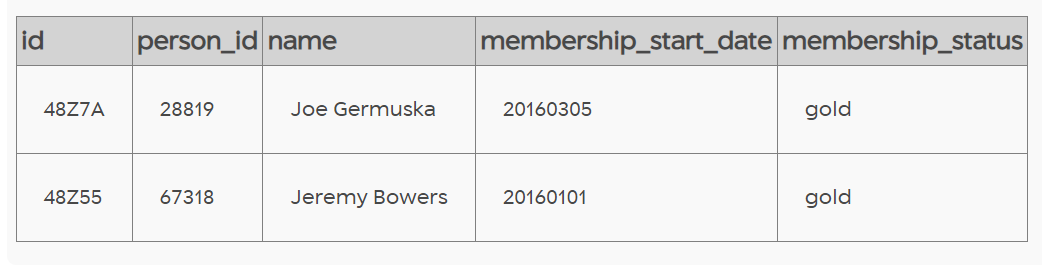 id person_id name membership_start_date membership_status
48Z7A 28819 Joe Germuska 20160305 gold
48Z55 67318 Jeremy Bowers 20160101 gold